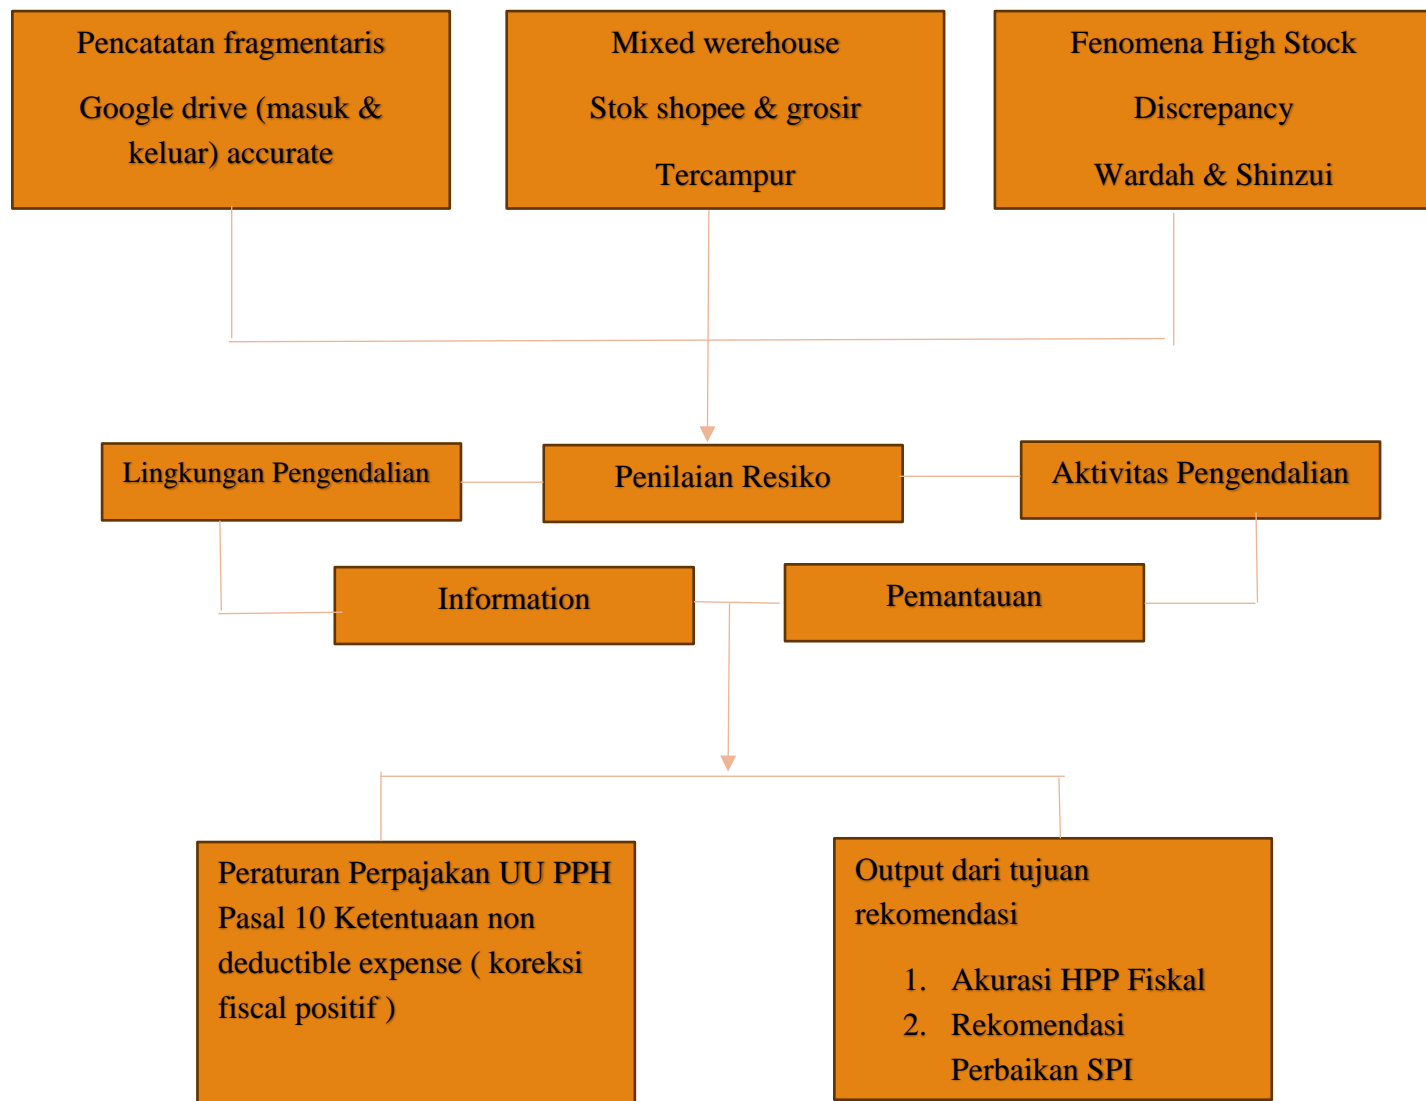 Pencatatan fragmentaris
Google drive (masuk &
keluar) accurate
Mixed werehouse
Stok shopee & grosir
Tercampur
Fenomena High Stock
Discrepancy
Wardah & Shinzui
Lingkungan Pengendalian
Penilaian Resiko
Aktivitas Pengendalian
Information
Pemantauan
Peraturan Perpajakan UU PPH
Pasal 10 Ketentuaan non
deductible expense ( koreksi
fiscal positif )
Output dari tujuan
rekomendasi
1. Akurasi HPP Fiskal
2. Rekomendasi
Perbaikan SPI